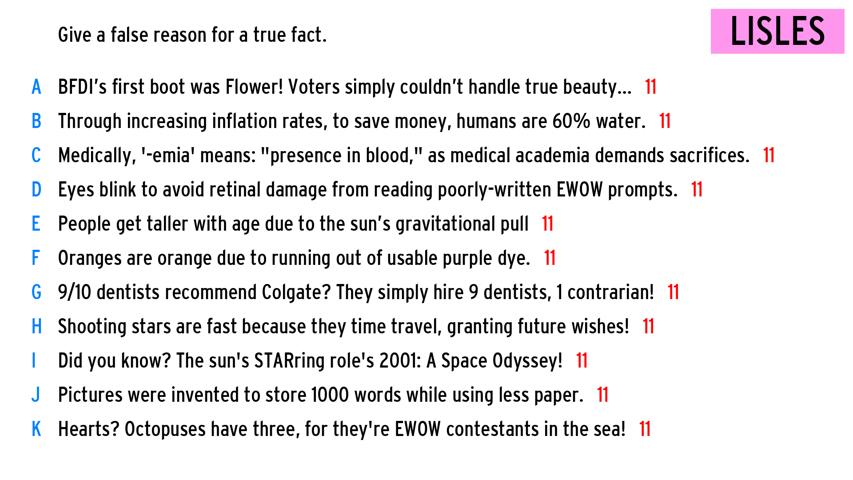 Give a false reason for a true fact.
LISLES
A BFDI's first boot was Flower! Voters simply couldn't handle true beauty... 11
B Through increasing inflation rates, to save money, humans are 60% water. 11
C Medically, '-emia' means: "presence in blood," as medical academia demands sacrifices. 11
D Eyes blink to avoid retinal damage from reading poorly-written EWOW prompts. 11
E People get taller with age due to the sun's gravitational pull 11
F Oranges are orange due to running out of usable purple dye. 11
G 9/10 dentists recommend Colgate? They simply hire 9 dentists, 1 contrarian! 11
H Shooting stars are fast because they time travel, granting future wishes! 11
I Did you know? The sun's STARring role's 2001: A Space Odyssey! 11
J Pictures were invented to store 1000 words while using less paper. 11
K Hearts? Octopuses have three, for they're EWOW contestants in the sea! 11